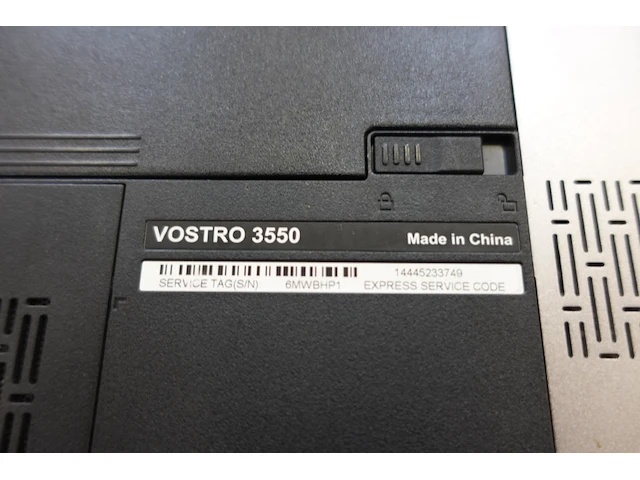 VOSTRO 3550 Made in China
14445233749
SERVICE TAG(S/N) 6MWBHP1 EXPRESS SERVICE CODE